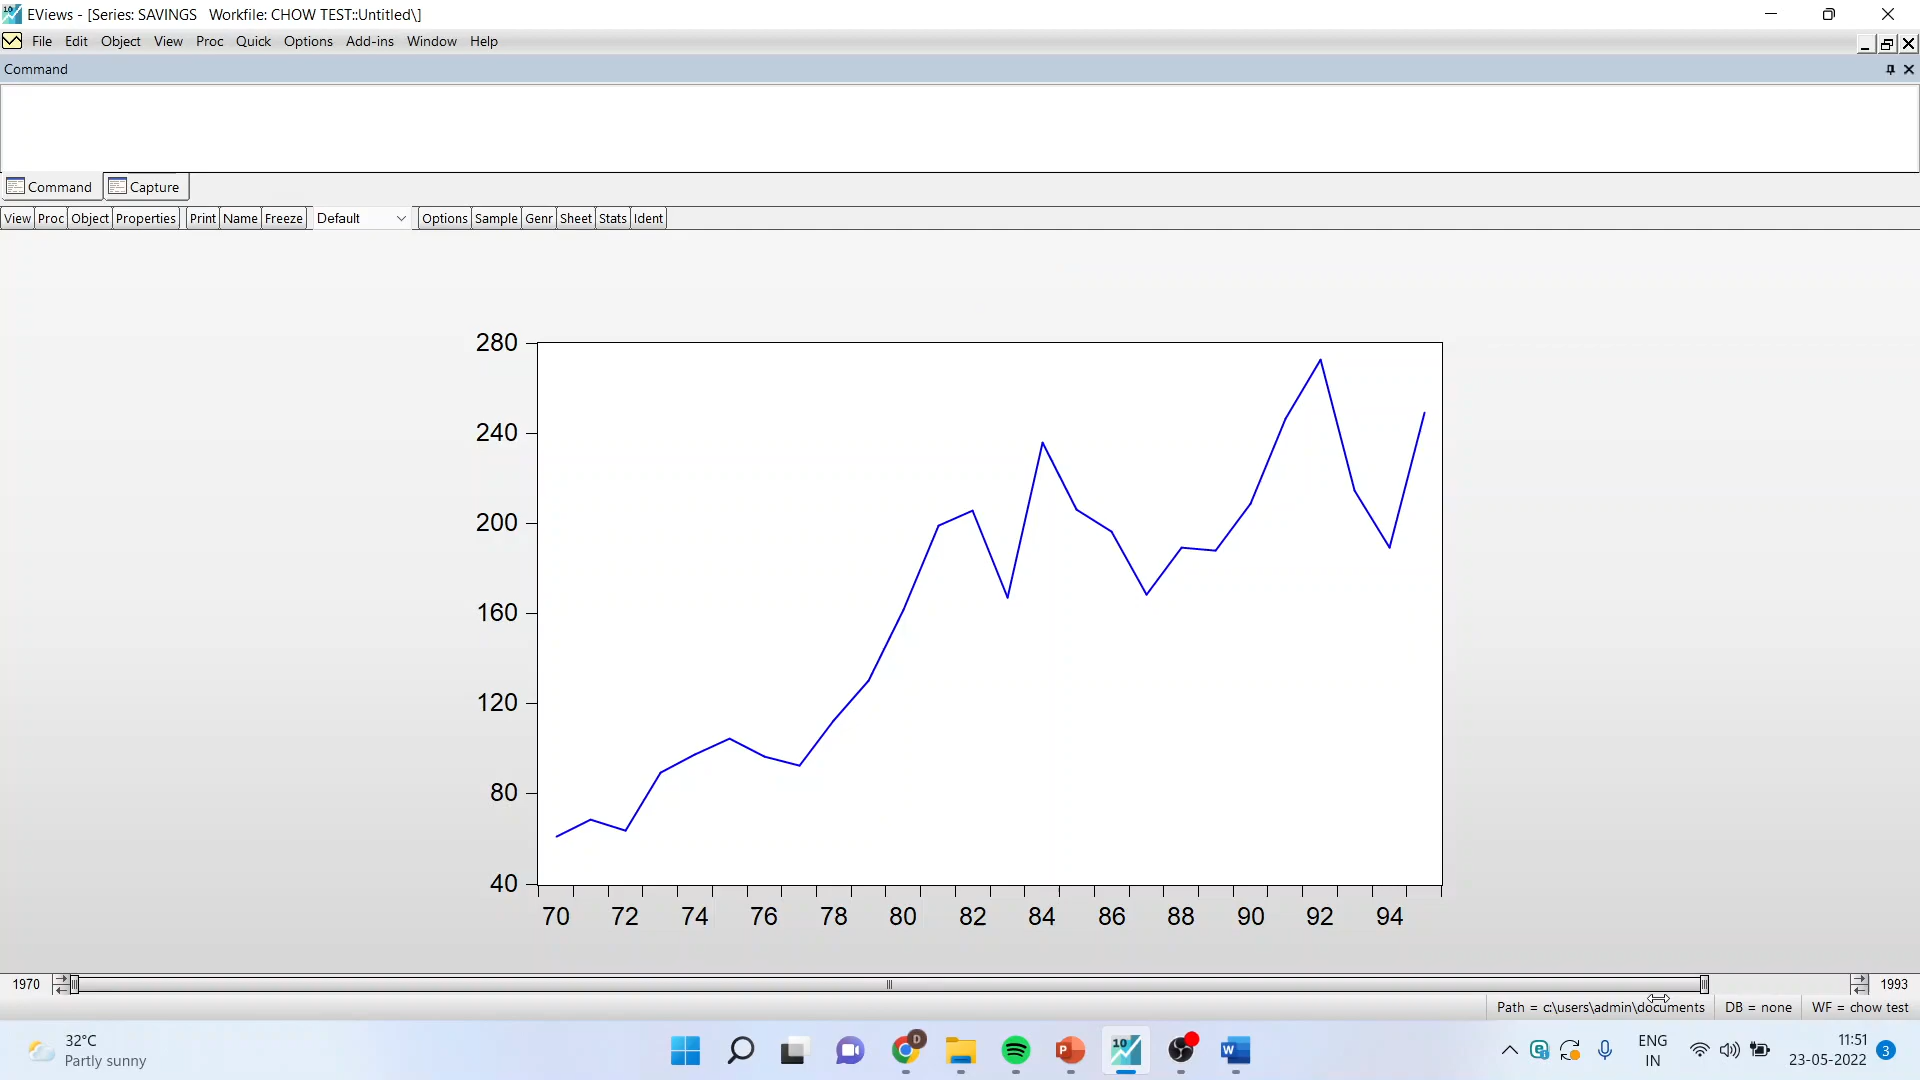 EViews - [Series: SAVINGS Workfile: CHOW TEST::Untitled\]
File Edit Object View Proc Quick Options Add-ins Window Help
Command
Command Capture
View Proc Object Properties Print Name Freeze Default Options Sample Genr Sheet Stats Ident
280
240
200
160
120
80
40
70 72 74 76 78 80 82 84 86 88 90 92 94
1970 1993
Path = c:\users\admin\documents DB = none WF = chow test
32°C
Partly sunny
ENG
IN
11:51
23-05-2022
3
10
D
P
10
W